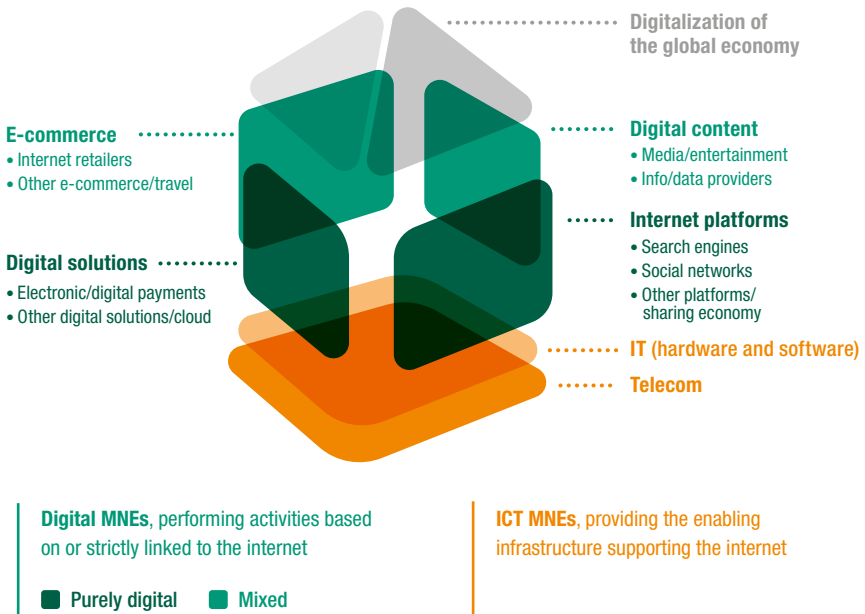 Digitalization of
the global economy
E-commerce
• Internet retailers
• Other e-commerce/travel
Digital content
• Media/entertainment
• Info/data providers
Digital solutions
• Electronic/digital payments
• Other digital solutions/cloud
Internet platforms
• Search engines
• Social networks
• Other platforms/
sharing economy
IT (hardware and software)
Telecom
Digital MNEs, performing activities based
on or strictly linked to the internet
Purely digital
Mixed
ICT MNEs, providing the enabling
infrastructure supporting the internet